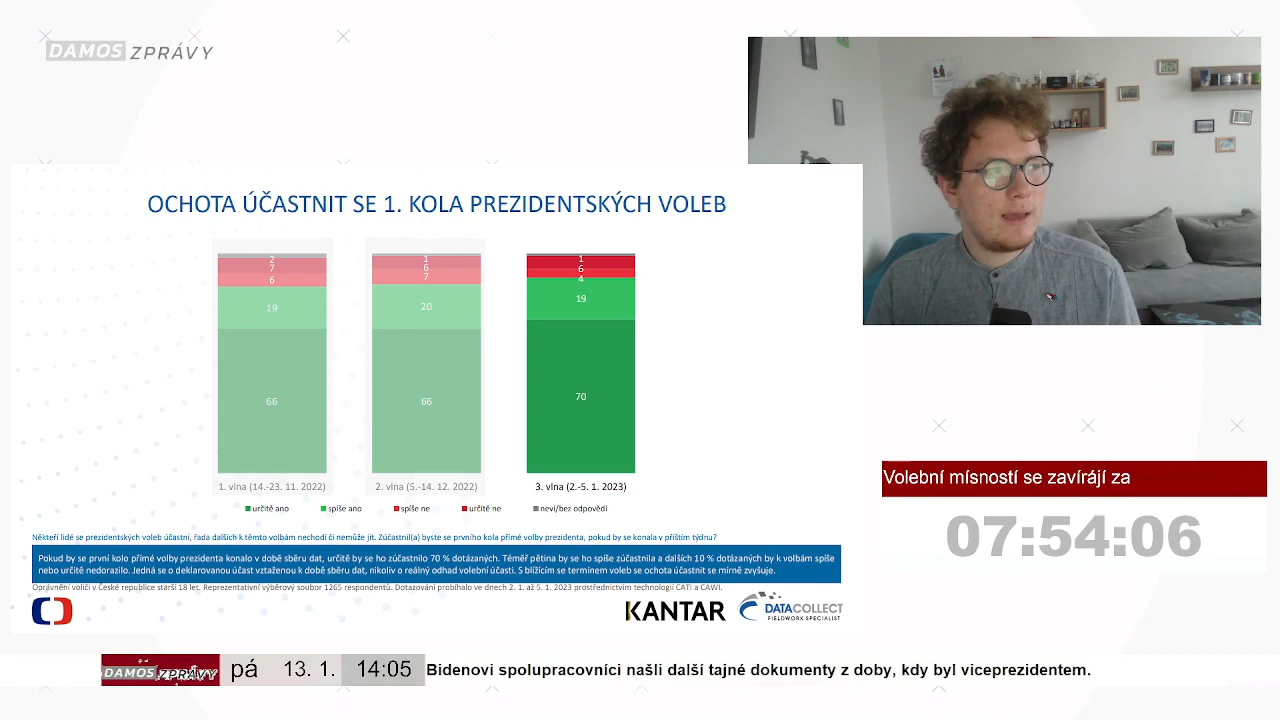 DAMOS ZPRÁVY
OCHOTA ÚČASTNIT SE 1. KOLA PREZIDENTSKÝCH VOLEB
2
7
6
19
66
1
6
7
20
66
1
6
4
19
70
1. vlna (14.-23. 11. 2022)
2. vlna (5.-14. 12. 2022)
3. vlna (2.-5. 1. 2023)
určitě ano
spíše ano
spíše ne
určitě ne
neví/bez odpovědi
Někteří lidé se prezidentských voleb účastní, řada dalších k těmto volbám nechodí či nemůže jít. Zúčastnil(a) byste se prvního kola přímé volby prezidenta, pokud by se konala v příštím týdnu?
Pokud by se první kolo přímé volby prezidenta konalo v době sběru dat, určitě by se ho zúčastnilo 70 % dotázaných. Téměř pětina by se ho spíše zúčastnila a dalších 10 % dotázaných by k volbám spíše
nebo určitě nedorazilo. Jedná se o deklarovanou účast vztaženou k době sběru dat, nikoliv o reálný odhad volební účasti. S blížícím se termínem voleb se ochota účastnit se mírně zvyšuje.
Oprávnění voliči v České republice starší 18 let. Reprezentativní výběrový soubor 1265 respondentů. Dotazování probíhalo ve dnech 2. 1. až 5. 1. 2023 prostřednictvím technologií CATI a CAWI.
KANTAR
DATACOLLECT
FIELDWORK SPECIALIST
Volební mísností se zavírájí za
07:54:06
DAMOS ZPRÁVY
pá 13. 1. 14:05
Bidenovi spolupracovníci našli další tajné dokumenty z doby, kdy byl viceprezidentem.